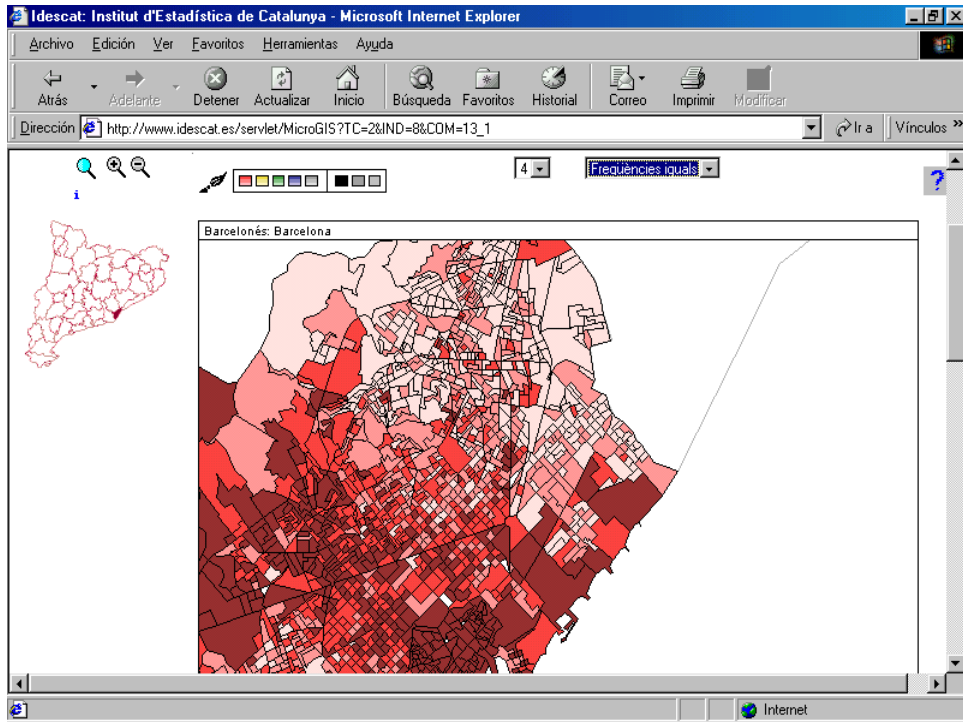 Idescat: Institut d'Estadística de Catalunya - Microsoft Internet Explorer
Archivo Edición Ver Favoritos Herramientas Ayuda
Atrás Adelante Detener Actualizar Inicio Búsqueda Favoritos Historial Correo Imprimir Modificar
Dirección http://www.idescat.es/servlet/MicroGIS?TC=2&IND=8&COM=13_1 Ir a Vínculos »
4 Freqüències iguals ?
i
Barcelonés: Barcelona
Internet